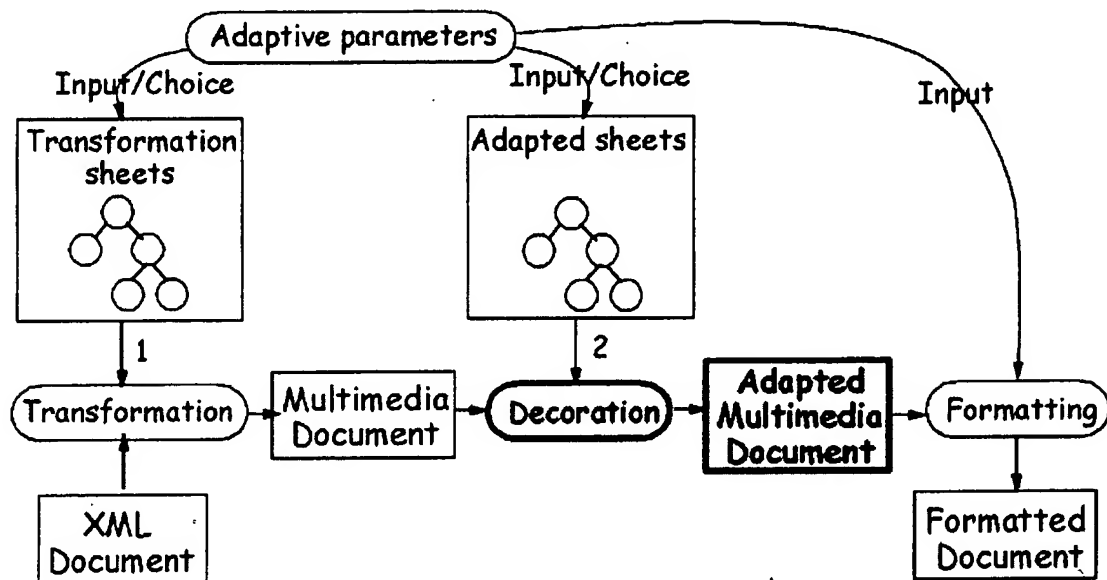 Adaptive parameters
Input/Choice
Input/Choice
Input
Transformation
sheets
Adapted sheets
1
2
Transformation
Multimedia
Document
Decoration
Adapted
Multimedia
Document
Formatting
XML
Document
Formatted
Document